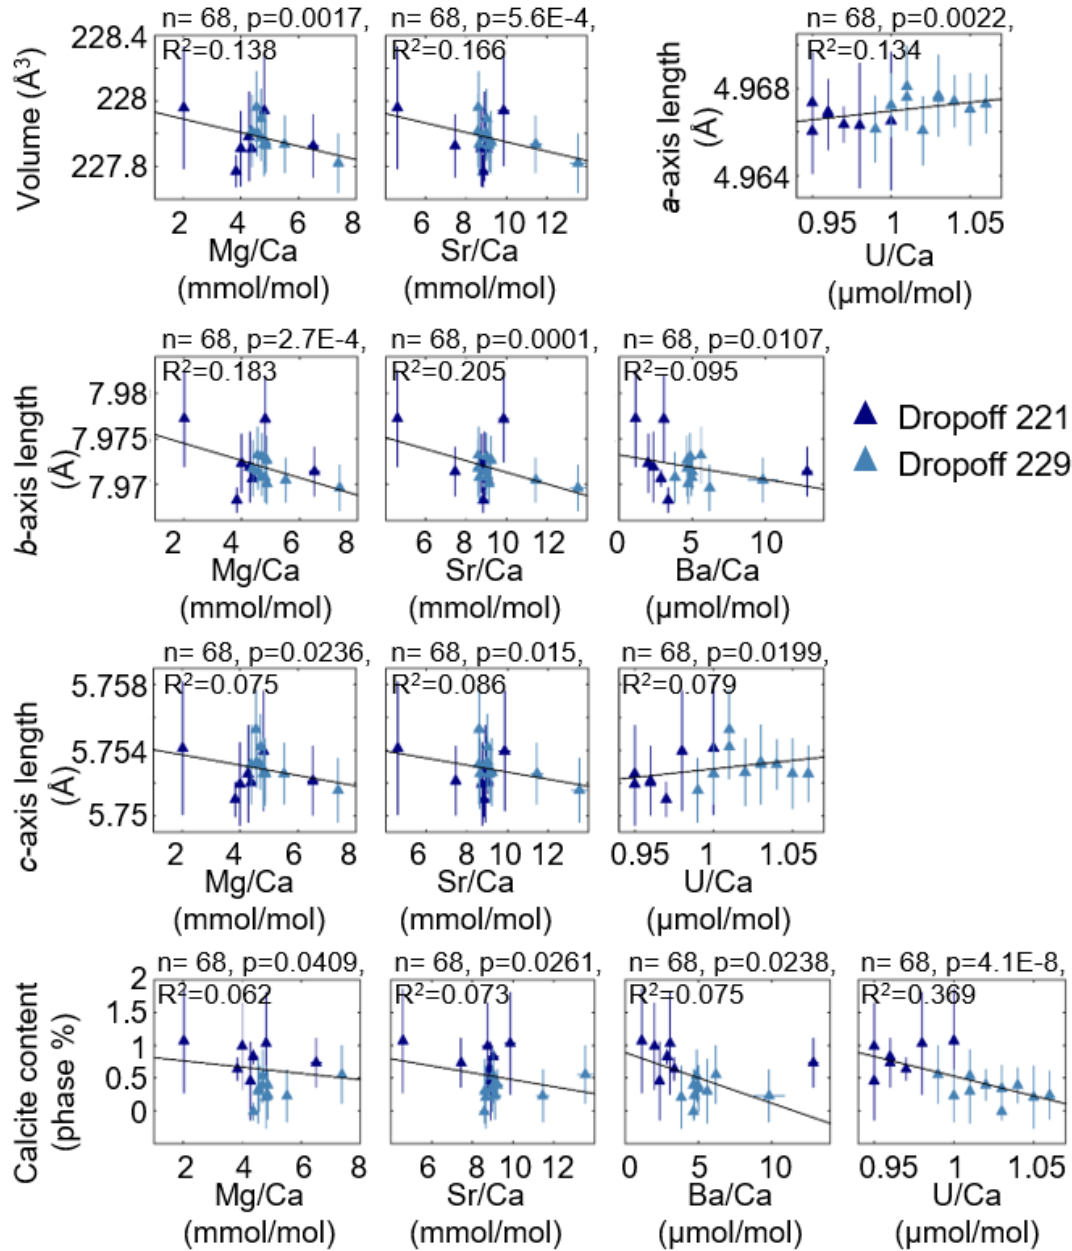 n= 68, p=0.0017,
R²=0.138
n= 68, p=5.6E-4,
R²=0.166
n= 68, p=0.0022,
R²=0.134
Volume (Å³)
228.4
228
227.8
2 4 6 8
Mg/Ca
(mmol/mol)
6 8 10 12
Sr/Ca
(mmol/mol)
a-axis length
(Å)
4.968
4.964
0.95 1 1.05
U/Ca
(µmol/mol)
n= 68, p=2.7E-4,
R²=0.183
n= 68, p=0.0001,
R²=0.205
n= 68, p=0.0107,
R²=0.095
b-axis length
(Å)
7.98
7.975
7.97
2 4 6 8
Mg/Ca
(mmol/mol)
6 8 10 12
Sr/Ca
(mmol/mol)
0 5 10
Ba/Ca
(µmol/mol)
Dropoff 221
Dropoff 229
n= 68, p=0.0236,
R²=0.075
n= 68, p=0.015,
R²=0.086
n= 68, p=0.0199,
R²=0.079
c-axis length
(Å)
5.758
5.754
5.75
2 4 6 8
Mg/Ca
(mmol/mol)
6 8 10 12
Sr/Ca
(mmol/mol)
0.95 1 1.05
U/Ca
(µmol/mol)
n= 68, p=0.0409,
R²=0.062
n= 68, p=0.0261,
R²=0.073
n= 68, p=0.0238,
R²=0.075
n= 68, p=4.1E-8,
R²=0.369
Calcite content
(phase %)
2
1.5
1
0.5
0
2 4 6 8
Mg/Ca
(mmol/mol)
6 8 10 12
Sr/Ca
(mmol/mol)
0 5 10
Ba/Ca
(µmol/mol)
0.95 1 1.05
U/Ca
(µmol/mol)